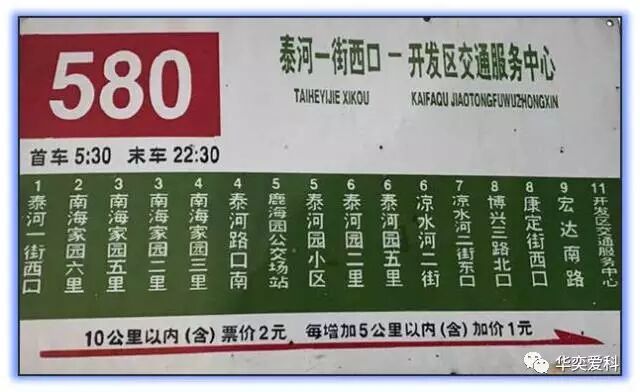 580
泰河一街西口 — 开发区交通服务中心
TAIHEYIJIE XIKOU KAIFAQU JIAOTONGFUWUZHONGXIN
首车 5:30 末车 22:30
1 泰河一街西口
2 南海家园六里
3 南海家园五里
3 南海家园二里
4 南海家园三里
4 泰河路口南
5 鹿海园公交场站
5 泰河园小区
6 泰河园二里
6 泰河园五里
6 凉水河二街
7 凉水河二街东口
8 博兴三路北口
8 康定街西口
9 宏达南路
11 开发区交通服务中心
10公里以内(含)票价2元 每增加5公里以内(含)加价1元
华奕爱科